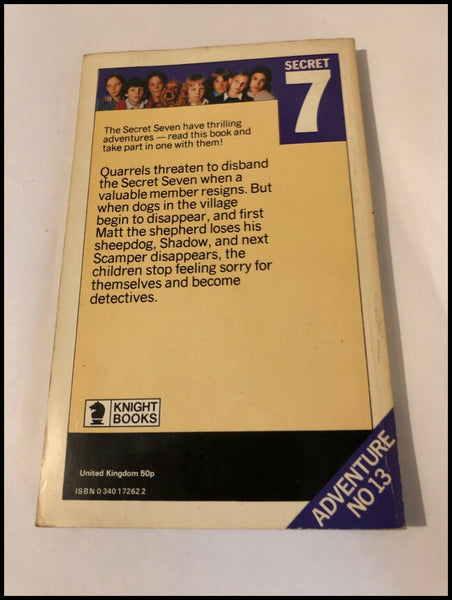 SECRET
7
The Secret Seven have thrilling
adventures — read this book and
take part in one with them!
Quarrels threaten to disband
the Secret Seven when a
valuable member resigns. But
when dogs in the village
begin to disappear, and first
Matt the shepherd loses his
sheepdog, Shadow, and next
Scamper disappears, the
children stop feeling sorry for
themselves and become
detectives.
KNIGHT
BOOKS
United Kingdom 50p
ISBN 0 340 17262 2
ADVENTURE
NO 13